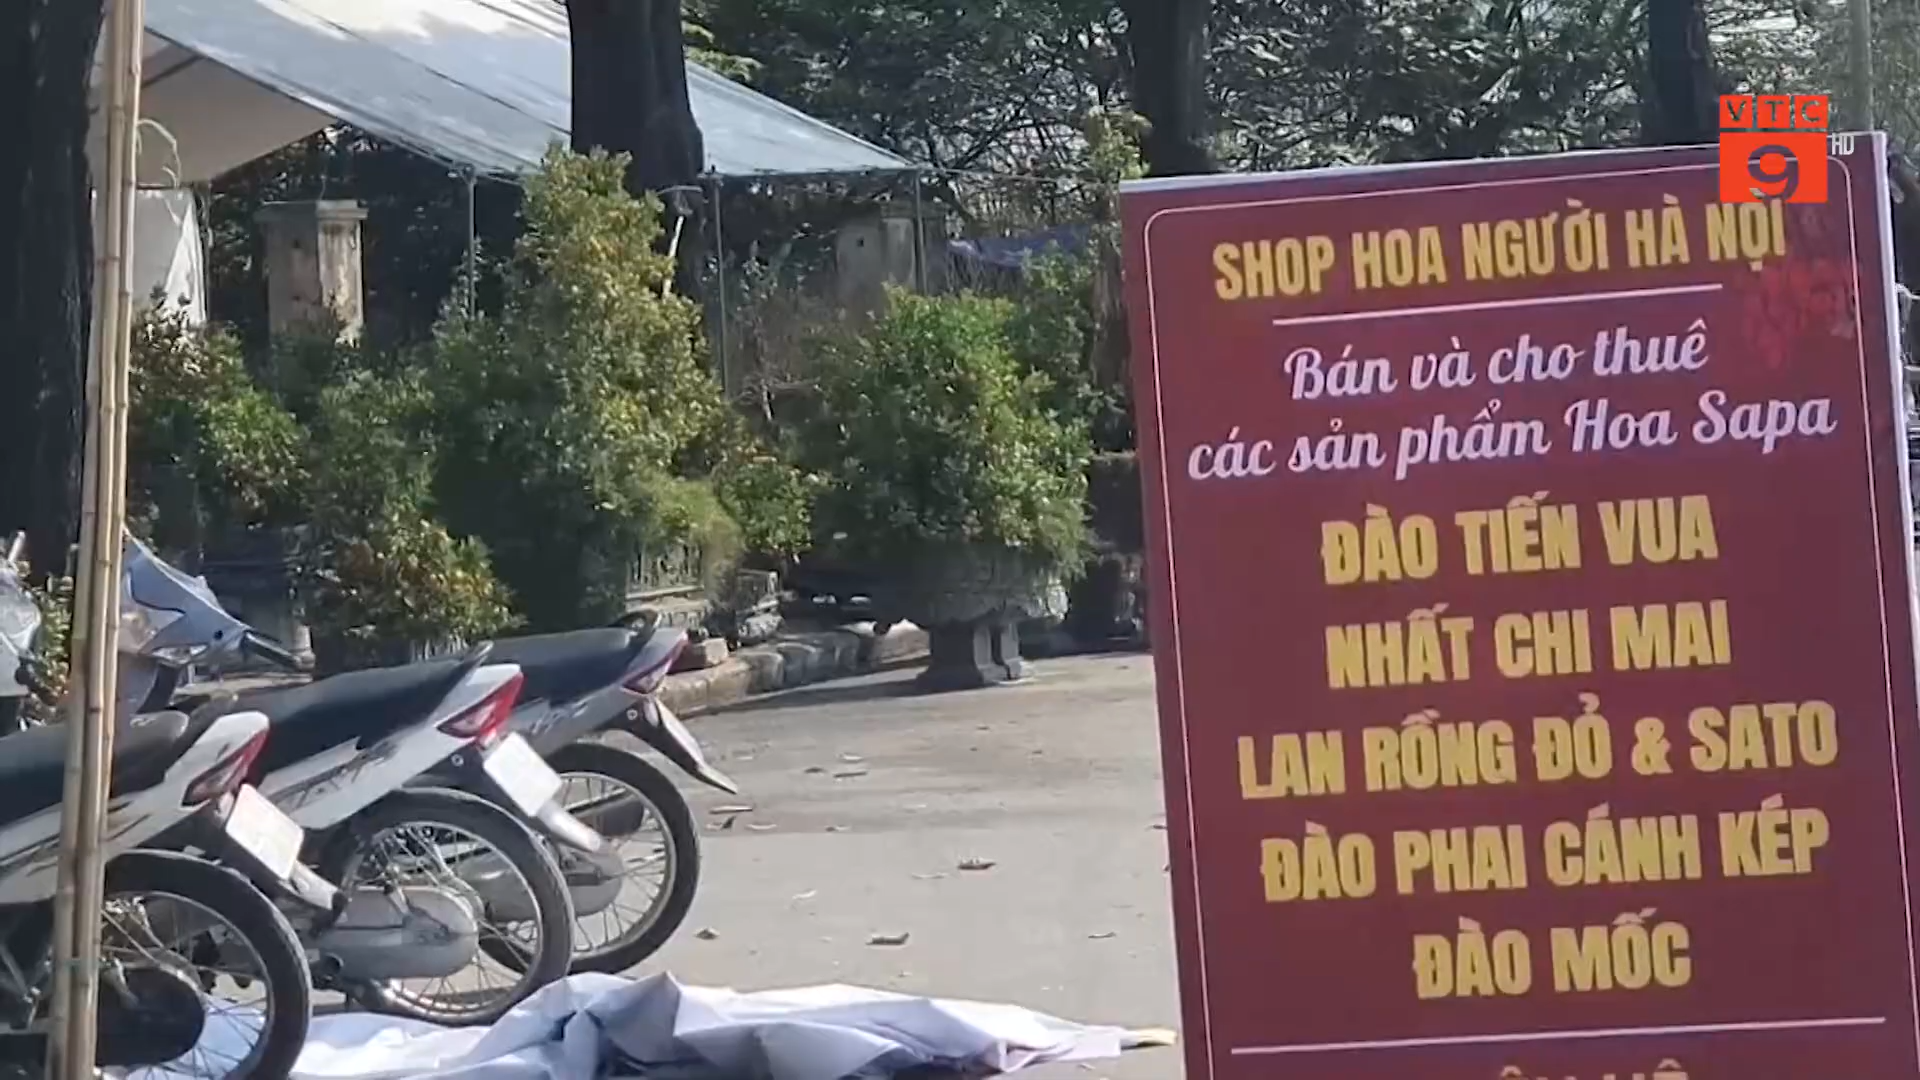 VTC
9
HD
SHOP HOA NGƯỜI HÀ NỘI
Bán và cho thuê
các sản phẩm Hoa Sapa
ĐÀO TIẾN VUA
NHẤT CHI MAI
LAN RỒNG ĐỎ & SATO
ĐÀO PHAI CÁNH KÉP
ĐÀO MỐC